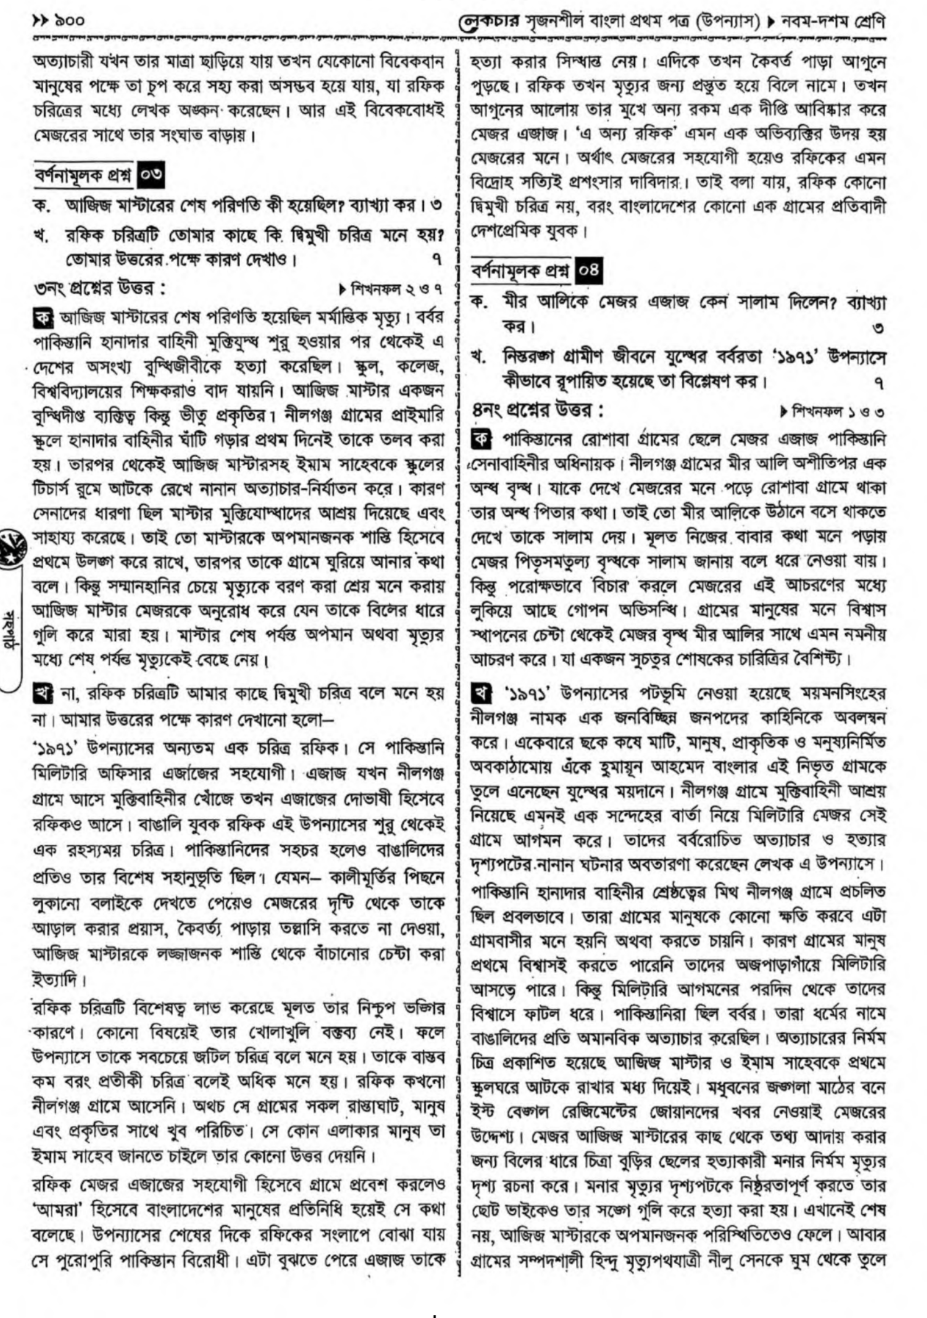 >> ৯০০
লেকচার সৃজনশীল বাংলা প্রথম পত্র (উপন্যাস) ▶ নবম-দশম শ্রেণি
অত্যাচারী যখন তার মাত্রা ছাড়িয়ে যায় তখন যেকোনো বিবেকবান
মানুষের পক্ষে তা চুপ করে সহ্য করা অসম্ভব হয়ে যায়, যা রফিক
চরিত্রের মধ্যে লেখক অঙ্কন করেছেন। আর এই বিবেকবোধই
মেজরের সাথে তার সংঘাত বাড়ায়।
বর্ণনামূলক প্রশ্ন ০৩
ক. আজিজ মাস্টারের শেষ পরিণতি কী হয়েছিল? ব্যাখ্যা কর। ৩
খ. রফিক চরিত্রটি তোমার কাছে কি দ্বিমুখী চরিত্র মনে হয়?
তোমার উত্তরের পক্ষে কারণ দেখাও। ৭
৩নং প্রশ্নের উত্তর : ▶ শিখনফল ২ ও ৭
ক আজিজ মাস্টারের শেষ পরিণতি হয়েছিল মর্মান্তিক মৃত্যু। বর্বর
পাকিস্তানি হানাদার বাহিনী মুক্তিযুদ্ধ শুরু হওয়ার পর থেকেই এ
দেশের অসংখ্য বুদ্ধিজীবীকে হত্যা করেছিল। স্কুল, কলেজ,
বিশ্ববিদ্যালয়ের শিক্ষকরাও বাদ যায়নি। আজিজ মাস্টার একজন
বুদ্ধিদীপ্ত ব্যক্তিত্ব কিন্তু ভীতু প্রকৃতির। নীলগঞ্জ গ্রামের প্রাইমারি
স্কুলে হানাদার বাহিনীর ঘাঁটি গড়ার প্রথম দিনেই তাকে তলব করা
হয়। তারপর থেকেই আজিজ মাস্টারসহ ইমাম সাহেবকে স্কুলের
টিচার্স রুমে আটকে রেখে নানান অত্যাচার-নির্যাতন করে। কারণ
সেনাদের ধারণা ছিল মাস্টার মুক্তিযোদ্ধাদের আশ্রয় দিয়েছে এবং
সাহায্য করেছে। তাই তো মাস্টারকে অপমানজনক শাস্তি হিসেবে
প্রথমে উলঙ্গ করে রাখে, তারপর তাকে গ্রামে ঘুরিয়ে আনার কথা
বলে। কিন্তু সম্মানহানির চেয়ে মৃত্যুকে বরণ করা শ্রেয় মনে করায়
আজিজ মাস্টার মেজরকে অনুরোধ করে যেন তাকে বিলের ধারে
গুলি করে মারা হয়। মাস্টার শেষ পর্যন্ত অপমান অথবা মৃত্যুর
মধ্যে শেষ পর্যন্ত মৃত্যুকেই বেছে নেয়।
খ না, রফিক চরিত্রটি আমার কাছে দ্বিমুখী চরিত্র বলে মনে হয়
না। আমার উত্তরের পক্ষে কারণ দেখানো হলো—
‘১৯৭১’ উপন্যাসের অন্যতম এক চরিত্র রফিক। সে পাকিস্তানি
মিলিটারি অফিসার এজাজের সহযোগী। এজাজ যখন নীলগঞ্জ
গ্রামে আসে মুক্তিবাহিনীর খোঁজে তখন এজাজের দোভাষী হিসেবে
রফিকও আসে। বাঙালি যুবক রফিক এই উপন্যাসের শুরু থেকেই
এক রহস্যময় চরিত্র। পাকিস্তানিদের সহচর হলেও বাঙালিদের
প্রতিও তার বিশেষ সহানুভূতি ছিল। যেমন— কালীমূর্তির পিছনে
লুকানো বলাইকে দেখতে পেয়েও মেজরের দৃষ্টি থেকে তাকে
আড়াল করার প্রয়াস, কৈবর্ত্য পাড়ায় তল্লাসি করতে না দেওয়া,
আজিজ মাস্টারকে লজ্জাজনক শাস্তি থেকে বাঁচানোর চেষ্টা করা
ইত্যাদি।
রফিক চরিত্রটি বিশেষত্ব লাভ করেছে মূলত তার নিশ্চুপ ভঙ্গির
কারণে। কোনো বিষয়েই তার খোলাখুলি বক্তব্য নেই। ফলে
উপন্যাসে তাকে সবচেয়ে জটিল চরিত্র বলে মনে হয়। তাকে বাস্তব
কম বরং প্রতীকী চরিত্র বলেই অধিক মনে হয়। রফিক কখনো
নীলগঞ্জ গ্রামে আসেনি। অথচ সে গ্রামের সকল রাস্তাঘাট, মানুষ
এবং প্রকৃতির সাথে খুব পরিচিত। সে কোন এলাকার মানুষ তা
ইমাম সাহেব জানতে চাইলে তার কোনো উত্তর দেয়নি।
রফিক মেজর এজাজের সহযোগী হিসেবে গ্রামে প্রবেশ করলেও
‘আমরা’ হিসেবে বাংলাদেশের মানুষের প্রতিনিধি হয়েই সে কথা
বলেছে। উপন্যাসের শেষের দিকে রফিকের সংলাপে বোঝা যায়
সে পুরোপুরি পাকিস্তান বিরোধী। এটা বুঝতে পেরে এজাজ তাকে
হত্যা করার সিদ্ধান্ত নেয়। এদিকে তখন কৈবর্ত পাড়া আগুনে
পুড়ছে। রফিক তখন মৃত্যুর জন্য প্রস্তুত হয়ে বিলে নামে। তখন
আগুনের আলোয় তার মুখে অন্য রকম এক দীপ্তি আবিষ্কার করে
মেজর এজাজ। ‘এ অন্য রফিক’ এমন এক অভিব্যক্তির উদয় হয়
মেজরের মনে। অর্থাৎ মেজরের সহযোগী হয়েও রফিকের এমন
বিদ্রোহ সত্যিই প্রশংসার দাবিদার। তাই বলা যায়, রফিক কোনো
দ্বিমুখী চরিত্র নয়, বরং বাংলাদেশের কোনো এক গ্রামের প্রতিবাদী
দেশপ্রেমিক যুবক।
বর্ণনামূলক প্রশ্ন ০৪
ক. মীর আলিকে মেজর এজাজ কেন সালাম দিলেন? ব্যাখ্যা
কর। ৩
খ. নিস্তরঙ্গ গ্রামীণ জীবনে যুদ্ধের বর্বরতা ‘১৯৭১’ উপন্যাসে
কীভাবে রূপায়িত হয়েছে তা বিশ্লেষণ কর। ৭
৪নং প্রশ্নের উত্তর : ▶ শিখনফল ১ ও ৩
ক পাকিস্তানের রোশাবা গ্রামের ছেলে মেজর এজাজ পাকিস্তানি
সেনাবাহিনীর অধিনায়ক। নীলগঞ্জ গ্রামের মীর আলি অশীতিপর এক
অন্ধ বৃদ্ধ। যাকে দেখে মেজরের মনে পড়ে রোশাবা গ্রামে থাকা
তার অন্ধ পিতার কথা। তাই তো মীর আলিকে উঠানে বসে থাকতে
দেখে তাকে সালাম দেয়। মূলত নিজের বাবার কথা মনে পড়ায়
মেজর পিতৃসমতুল্য বৃদ্ধকে সালাম জানায় বলে ধরে নেওয়া যায়।
কিন্তু পরোক্ষভাবে বিচার করলে মেজরের এই আচরণের মধ্যে
লুকিয়ে আছে গোপন অভিসন্ধি। গ্রামের মানুষের মনে বিশ্বাস
স্থাপনের চেষ্টা থেকেই মেজর বৃদ্ধ মীর আলির সাথে এমন নমনীয়
আচরণ করে। যা একজন সুচতুর শোষকের চারিত্রির বৈশিষ্ট্য।
খ ‘১৯৭১’ উপন্যাসের পটভূমি নেওয়া হয়েছে ময়মনসিংহের
নীলগঞ্জ নামক এক জনবিচ্ছিন্ন জনপদের কাহিনিকে অবলম্বন
করে। একেবারে ছকে কষে মাটি, মানুষ, প্রাকৃতিক ও মনুষ্যনির্মিত
অবকাঠামোয় এঁকে হুমায়ূন আহমেদ বাংলার এই নিভৃত গ্রামকে
তুলে এনেছেন যুদ্ধের ময়দানে। নীলগঞ্জ গ্রামে মুক্তিবাহিনী আশ্রয়
নিয়েছে এমনই এক সন্দেহের বার্তা নিয়ে মিলিটারি মেজর সেই
গ্রামে আগমন করে। তাদের বর্বরোচিত অত্যাচার ও হত্যার
দৃশ্যপটের নানান ঘটনার অবতারণা করেছেন লেখক এ উপন্যাসে।
পাকিস্তানি হানাদার বাহিনীর শ্রেষ্ঠত্বের মিথ নীলগঞ্জ গ্রামে প্রচলিত
ছিল প্রবলভাবে। তারা গ্রামের মানুষকে কোনো ক্ষতি করবে এটা
গ্রামবাসীর মনে হয়নি অথবা করতে চায়নি। কারণ গ্রামের মানুষ
প্রথমে বিশ্বাসই করতে পারেনি তাদের অজপাড়াগাঁয়ে মিলিটারি
আসতে পারে। কিন্তু মিলিটারি আগমনের পরদিন থেকে তাদের
বিশ্বাসে ফাটল ধরে। পাকিস্তানিরা ছিল বর্বর। তারা ধর্মের নামে
বাঙালিদের প্রতি অমানবিক অত্যাচার করেছিল। অত্যাচারের নির্মম
চিত্র প্রকাশিত হয়েছে আজিজ মাস্টার ও ইমাম সাহেবকে প্রথমে
স্কুলঘরে আটকে রাখার মধ্য দিয়েই। মধুবনের জঙ্গলা মাঠের বনে
ইস্ট বেঙ্গল রেজিমেন্টের জোয়ানদের খবর নেওয়াই মেজরের
উদ্দেশ্য। মেজর আজিজ মাস্টারের কাছ থেকে তথ্য আদায় করার
জন্য বিলের ধারে চিত্রা বুড়ির ছেলের হত্যাকারী মনার নির্মম মৃত্যুর
দৃশ্য রচনা করে। মনার মৃত্যুর দৃশ্যপটকে নিষ্ঠুরতাপূর্ণ করতে তার
ছোট ভাইকেও তার সঙ্গে গুলি করে হত্যা করা হয়। এখানেই শেষ
নয়, আজিজ মাস্টারকে অপমানজনক পরিস্থিতিতেও ফেলে। আবার
গ্রামের সম্পদশালী হিন্দু মৃত্যুপথযাত্রী নীলু সেনকে ঘুম থেকে তুলে
সহপাঠ